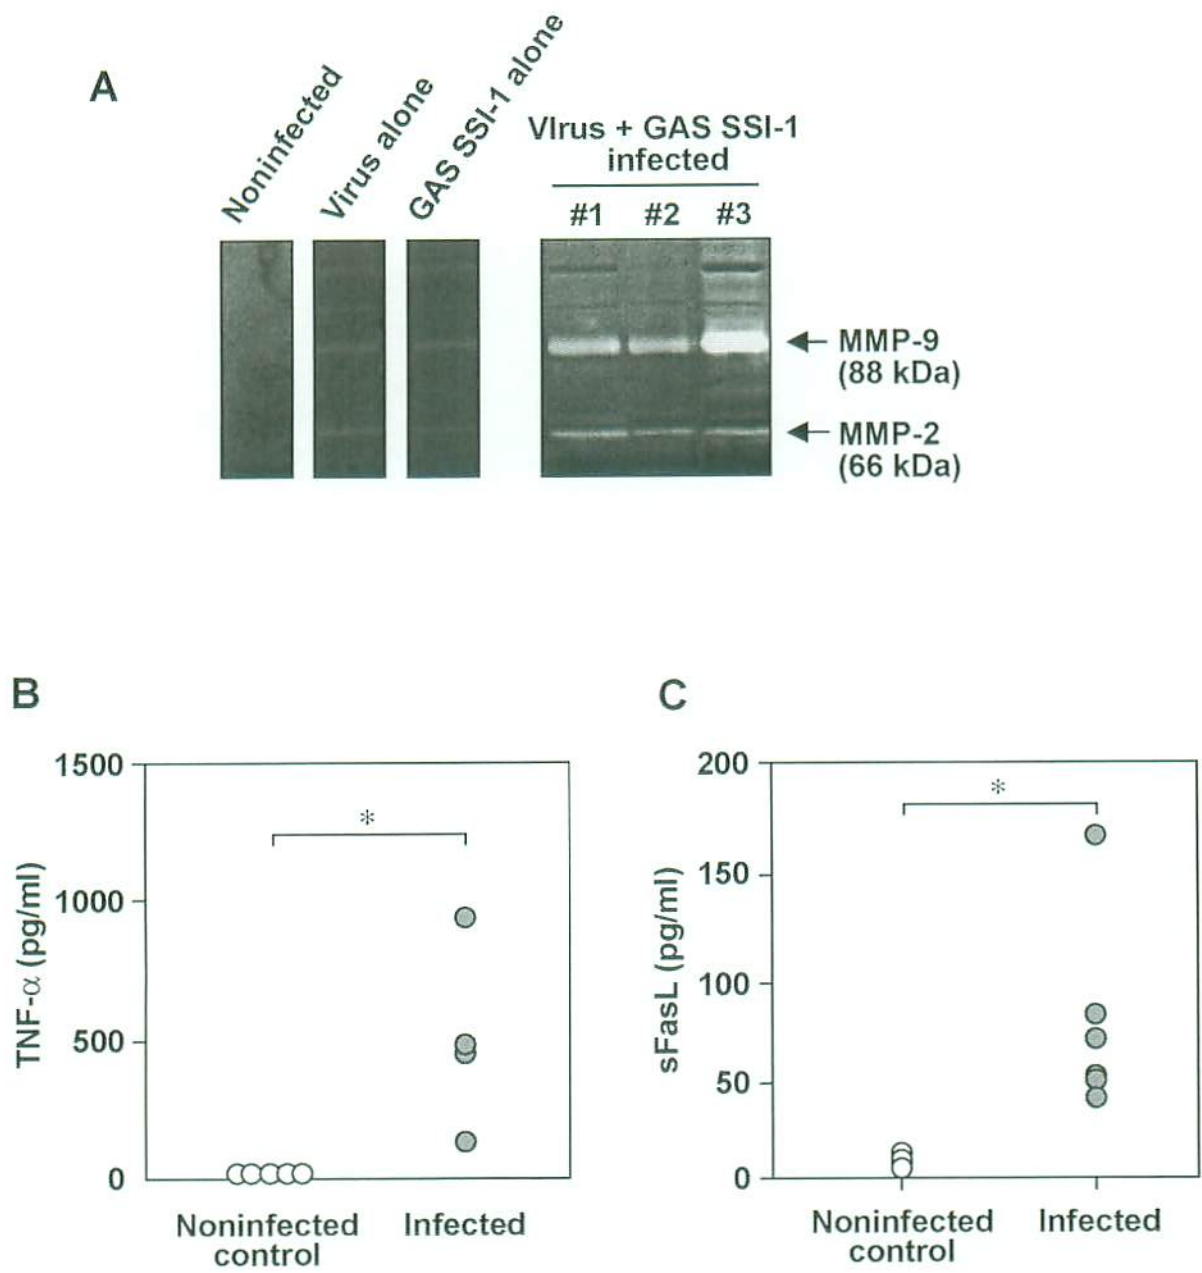 A
Noninfected
Virus alone
GAS SSI-1 alone
VIrus + GAS SSI-1
infected
#1 #2 #3
MMP-9
(88 kDa)
MMP-2
(66 kDa)
B
1500
1000
500
0
TNF-α (pg/ml)
*
Noninfected
control
Infected
C
200
150
100
50
0
sFasL (pg/ml)
*
Noninfected
control
Infected